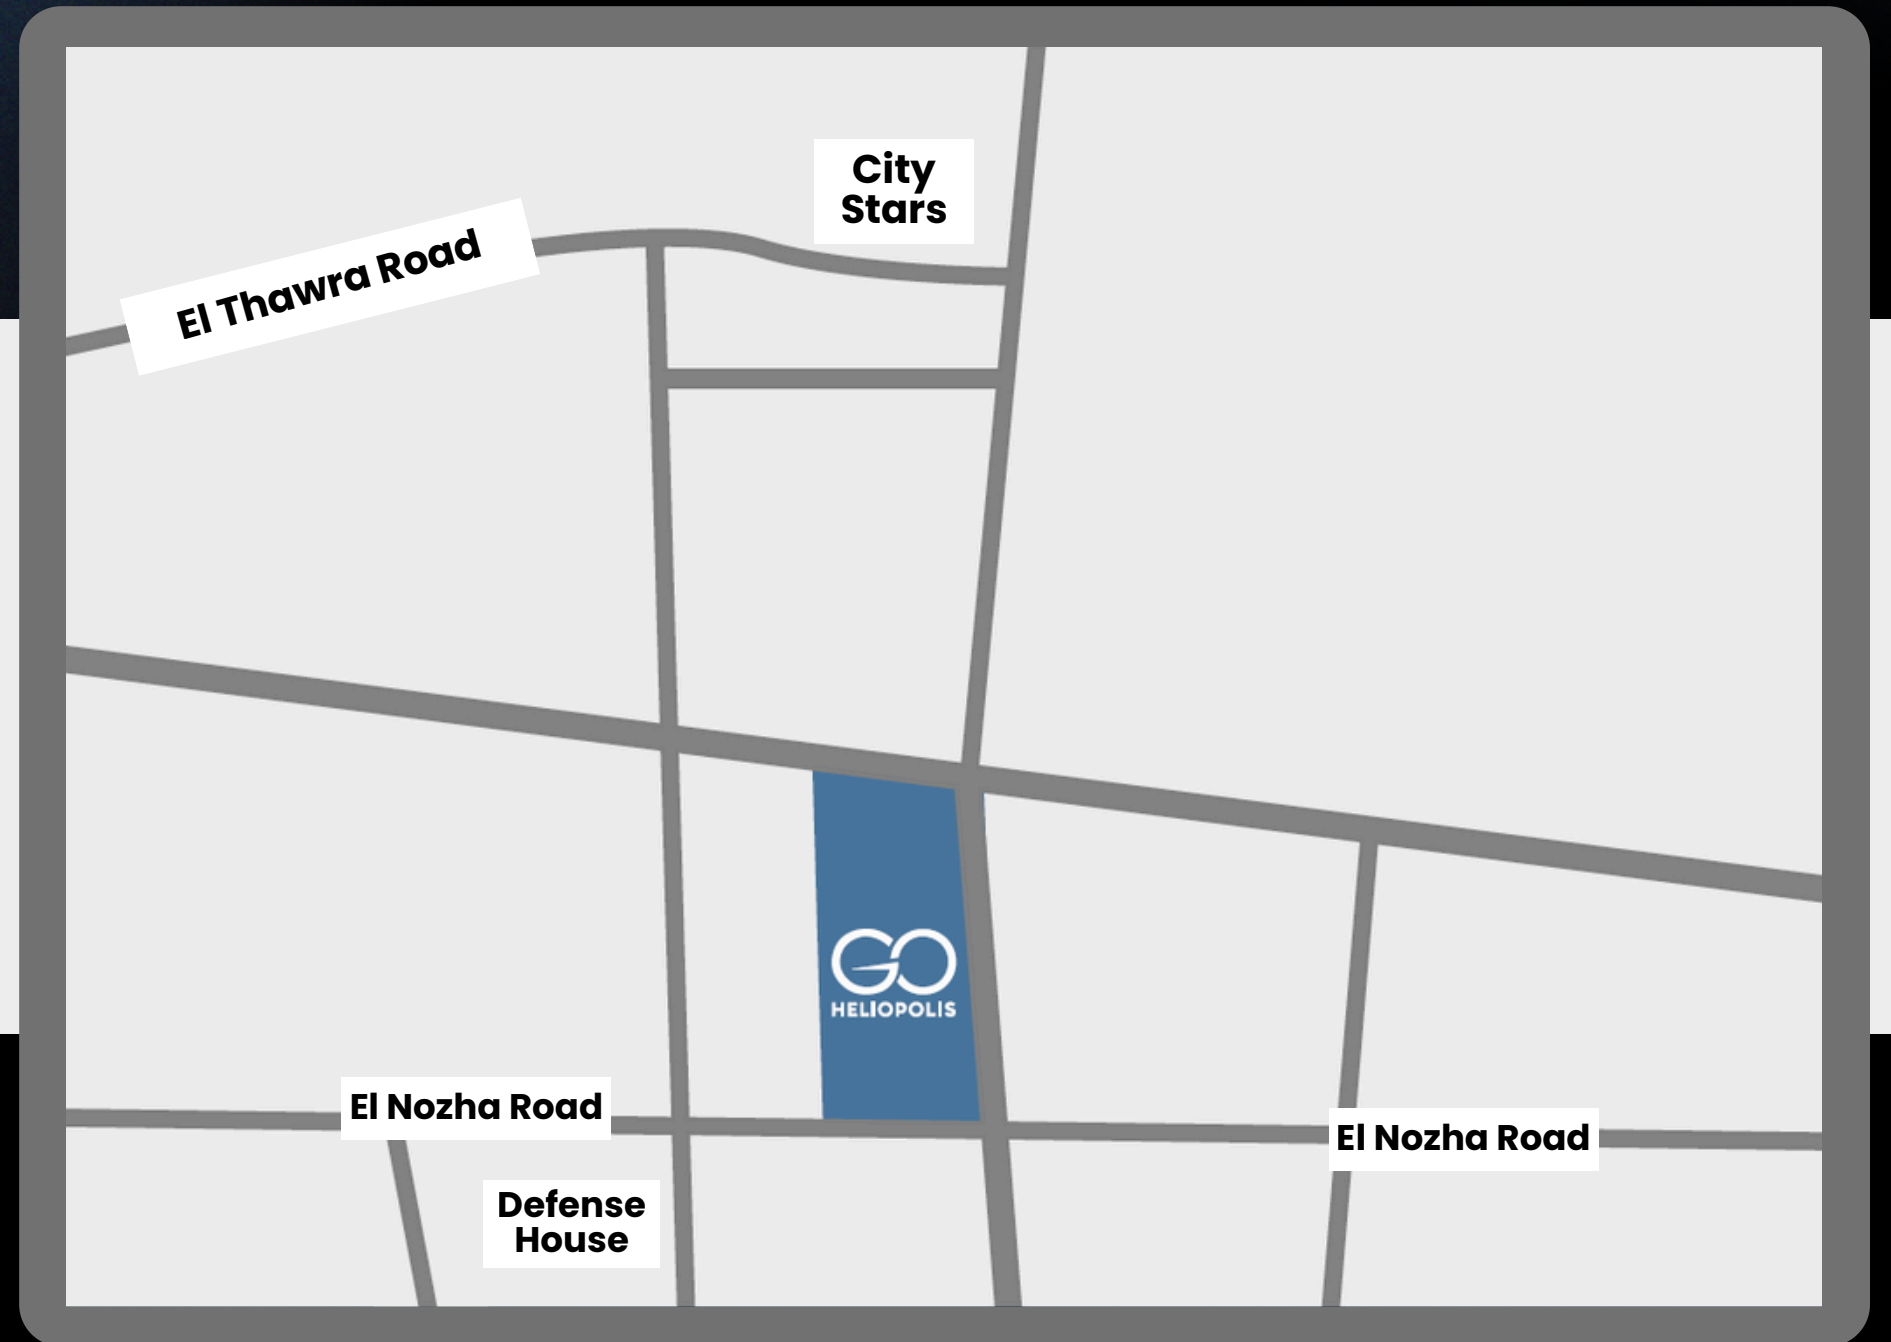 City
Stars
El Thawra Road
GO
HELIOPOLIS
El Nozha Road
El Nozha Road
Defense
House